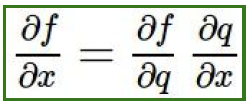 ∂f/∂x = ∂f/∂q ∂q/∂x